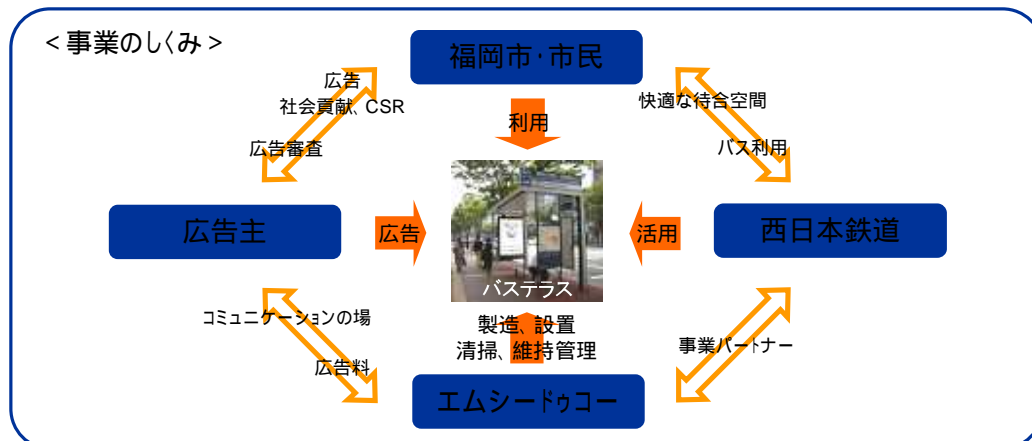 <事業のしくみ>
福岡市・市民
広告
社会貢献、CSR
広告審査
快適な待合空間
バス利用
利用
広告主
広告
活用
西日本鉄道
バステラス
コミュニケーションの場
広告料
製造、設置
清掃、維持管理
事業パートナー
エムシードゥコー